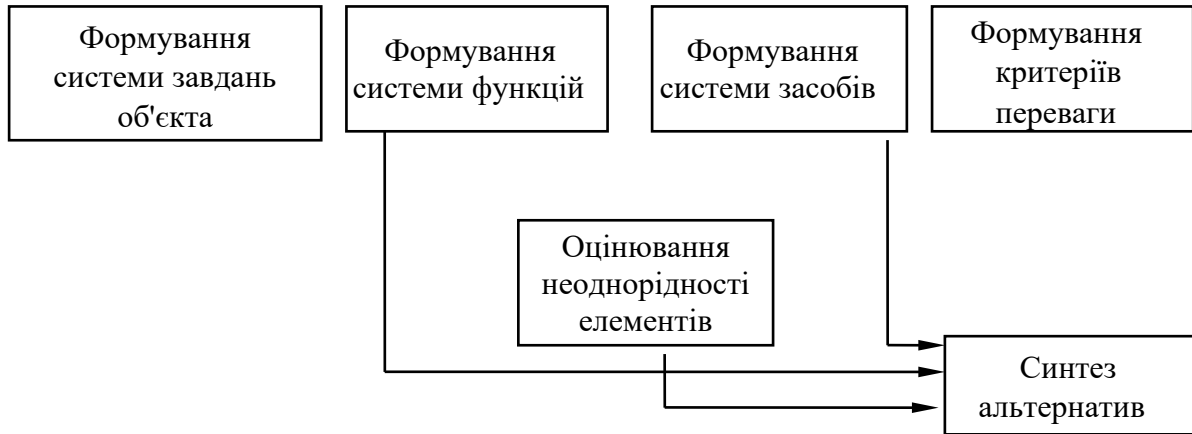 Формування
системи завдань
об'єкта
Формування
системи функцій
Формування
системи засобів
Формування
критеріїв
переваги
Оцінювання
неоднорідності
елементів
Синтез
альтернатив